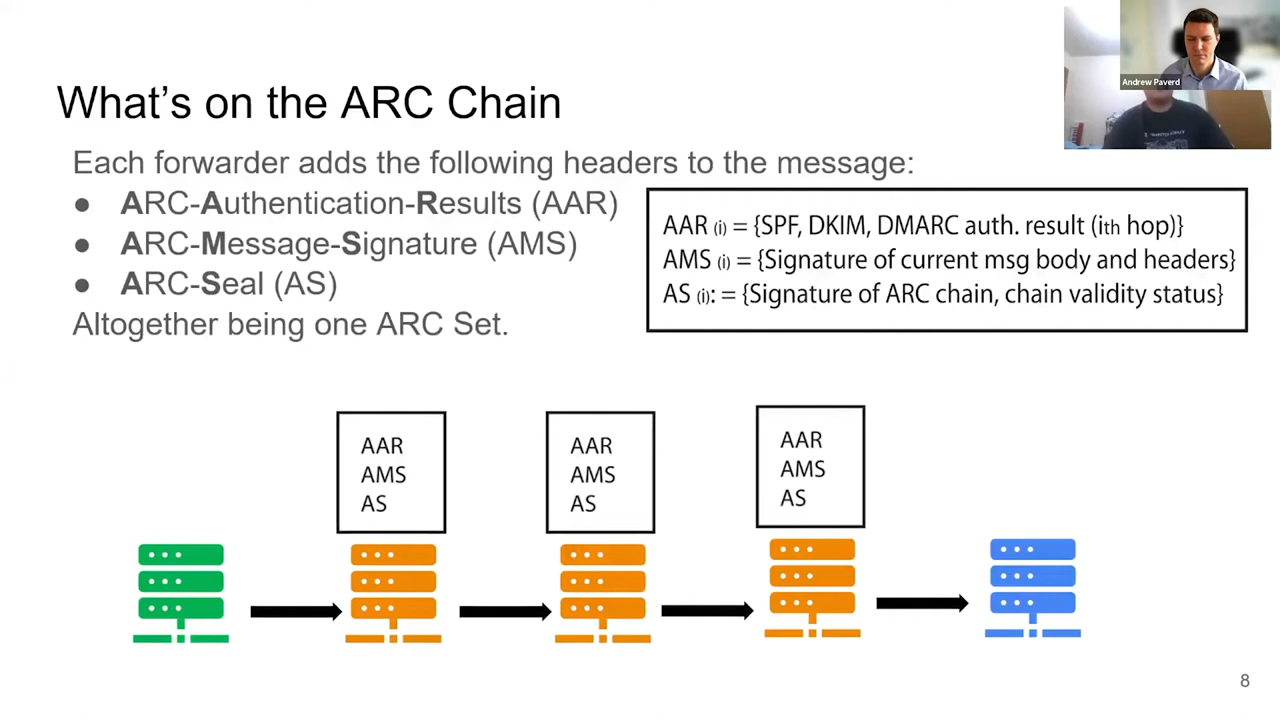 Andrew Paverd
What's on the ARC Chain
Each forwarder adds the following headers to the message:
● ARC-Authentication-Results (AAR)
● ARC-Message-Signature (AMS)
● ARC-Seal (AS)
Altogether being one ARC Set.
AAR (i) = {SPF, DKIM, DMARC auth. result (ith hop)}
AMS (i) = {Signature of current msg body and headers}
AS (i): = {Signature of ARC chain, chain validity status}
AAR
AMS
AS
AAR
AMS
AS
AAR
AMS
AS
8